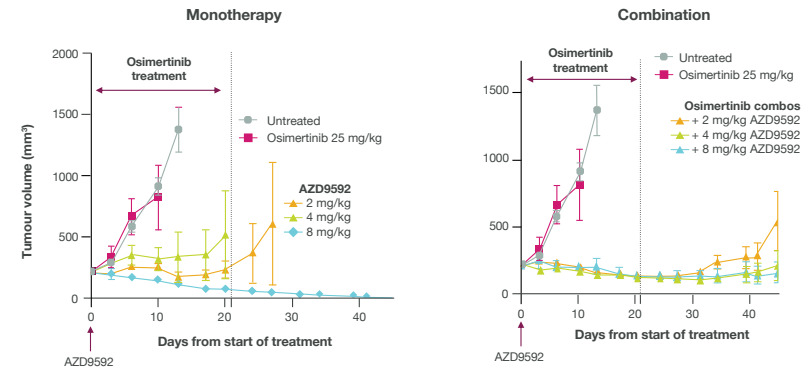 Monotherapy
2000
1500
1000
500
0
Tumour volume (mm³)
Osimertinib
treatment
Untreated
Osimertinib 25 mg/kg
AZD9592
2 mg/kg
4 mg/kg
8 mg/kg
0
10
20
30
40
Days from start of treatment
AZD9592
Combination
1500
1000
500
0
Osimertinib
treatment
Untreated
Osimertinib 25 mg/kg
Osimertinib combos
+ 2 mg/kg AZD9592
+ 4 mg/kg AZD9592
+ 8 mg/kg AZD9592
0
10
20
30
40
Days from start of treatment
AZD9592